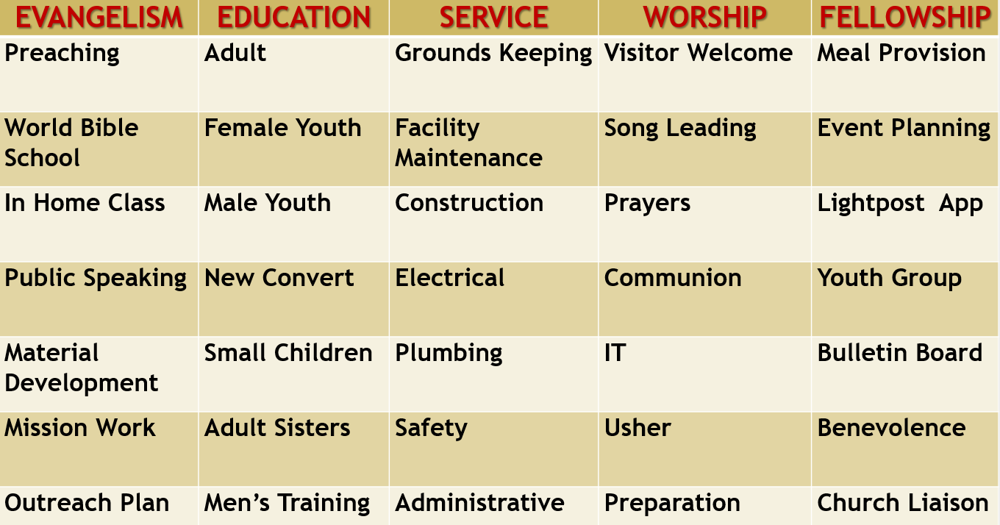 EVANGELISM EDUCATION SERVICE WORSHIP FELLOWSHIP
Preaching Adult Grounds Keeping Visitor Welcome Meal Provision
World Bible School Female Youth Facility Maintenance Song Leading Event Planning
In Home Class Male Youth Construction Prayers Lightpost  App
Public Speaking New Convert Electrical Communion Youth Group
Material Development Small Children Plumbing IT Bulletin Board
Mission Work Adult Sisters Safety Usher Benevolence
Outreach Plan Men’s Training Administrative Preparation Church Liaison